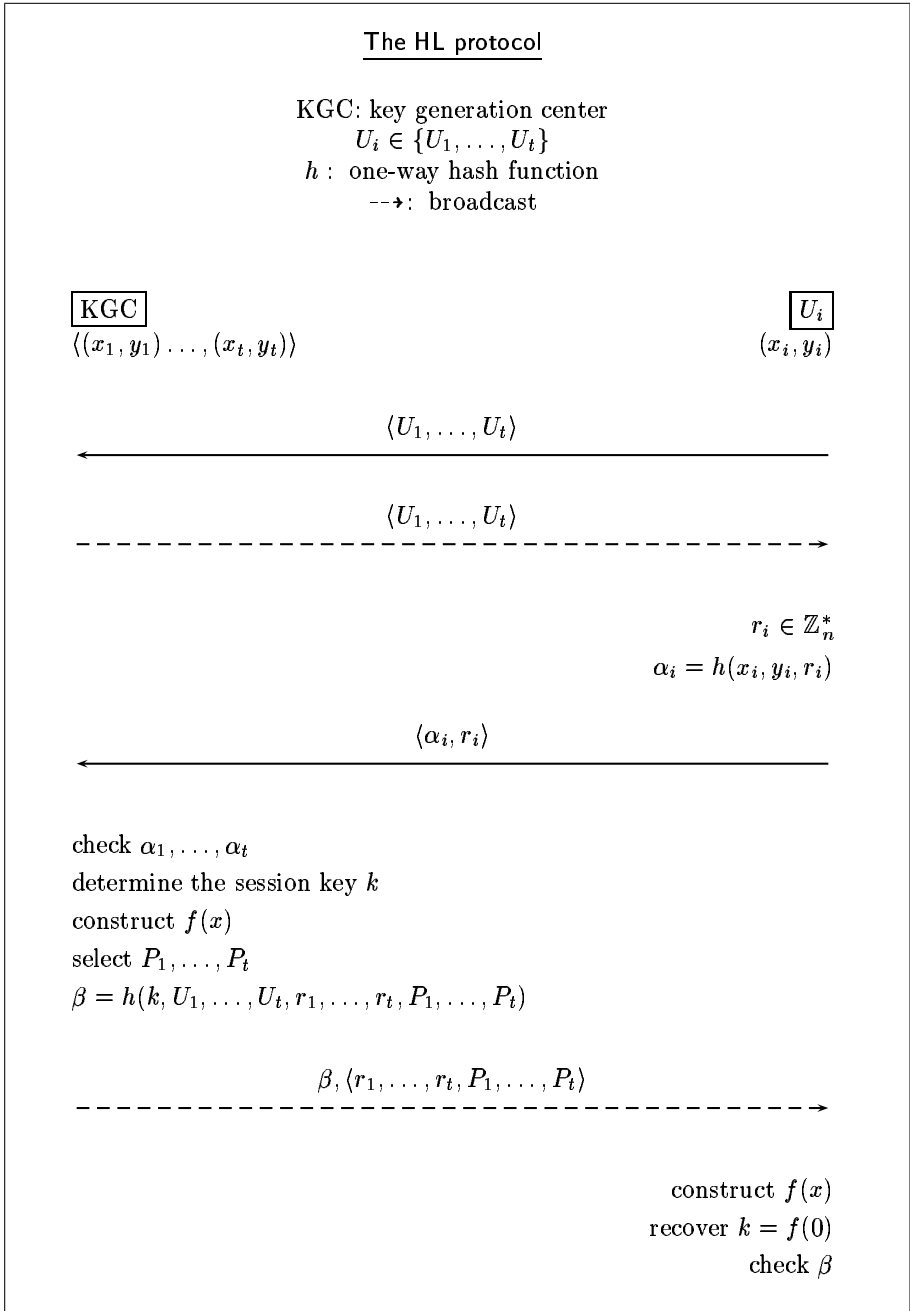 The HL protocol
KGC: key generation center
U_i ∈ {U_1, . . . , U_t}
h : one-way hash function
--→: broadcast
KGC
U_i
⟨(x_1, y_1) . . . , (x_t, y_t)⟩
(x_i, y_i)
⟨U_1, . . . , U_t⟩
⟨U_1, . . . , U_t⟩
r_i ∈ ℤ_n^*
α_i = h(x_i, y_i, r_i)
⟨α_i, r_i⟩
check α_1, . . . , α_t
determine the session key k
construct f(x)
select P_1, . . . , P_t
β = h(k, U_1, . . . , U_t, r_1, . . . , r_t, P_1, . . . , P_t)
β, ⟨r_1, . . . , r_t, P_1, . . . , P_t⟩
construct f(x)
recover k = f(0)
check β